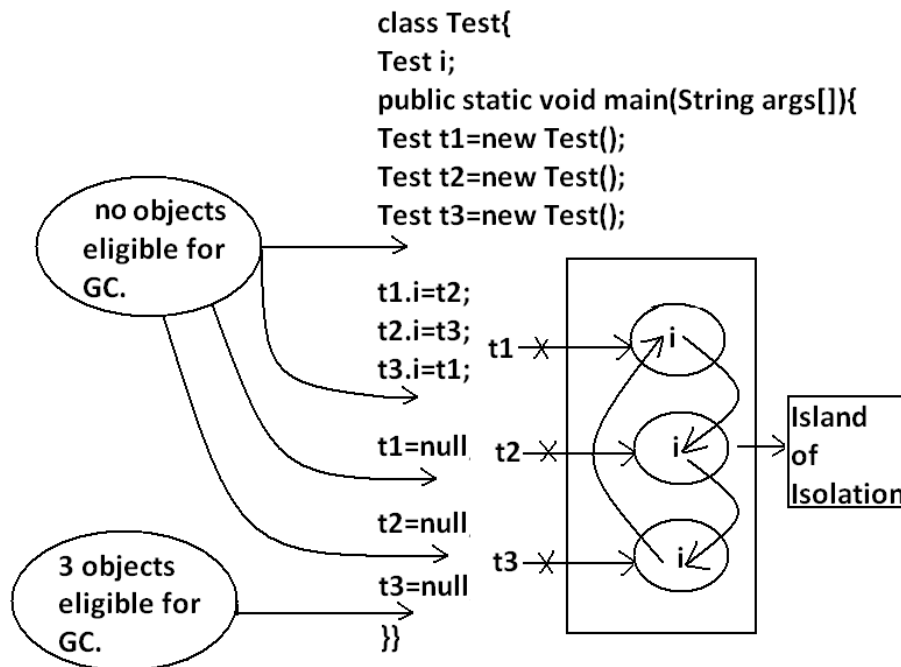 class Test{
Test i;
public static void main(String args[]){
Test t1=new Test();
Test t2=new Test();
Test t3=new Test();
no objects
eligible for
GC.
t1.i=t2;
t2.i=t3;
t3.i=t1;
t1=null
t2=null
t3=null
}}
3 objects
eligible for
GC.
t1
i
t2
i
t3
i
Island
of
Isolation